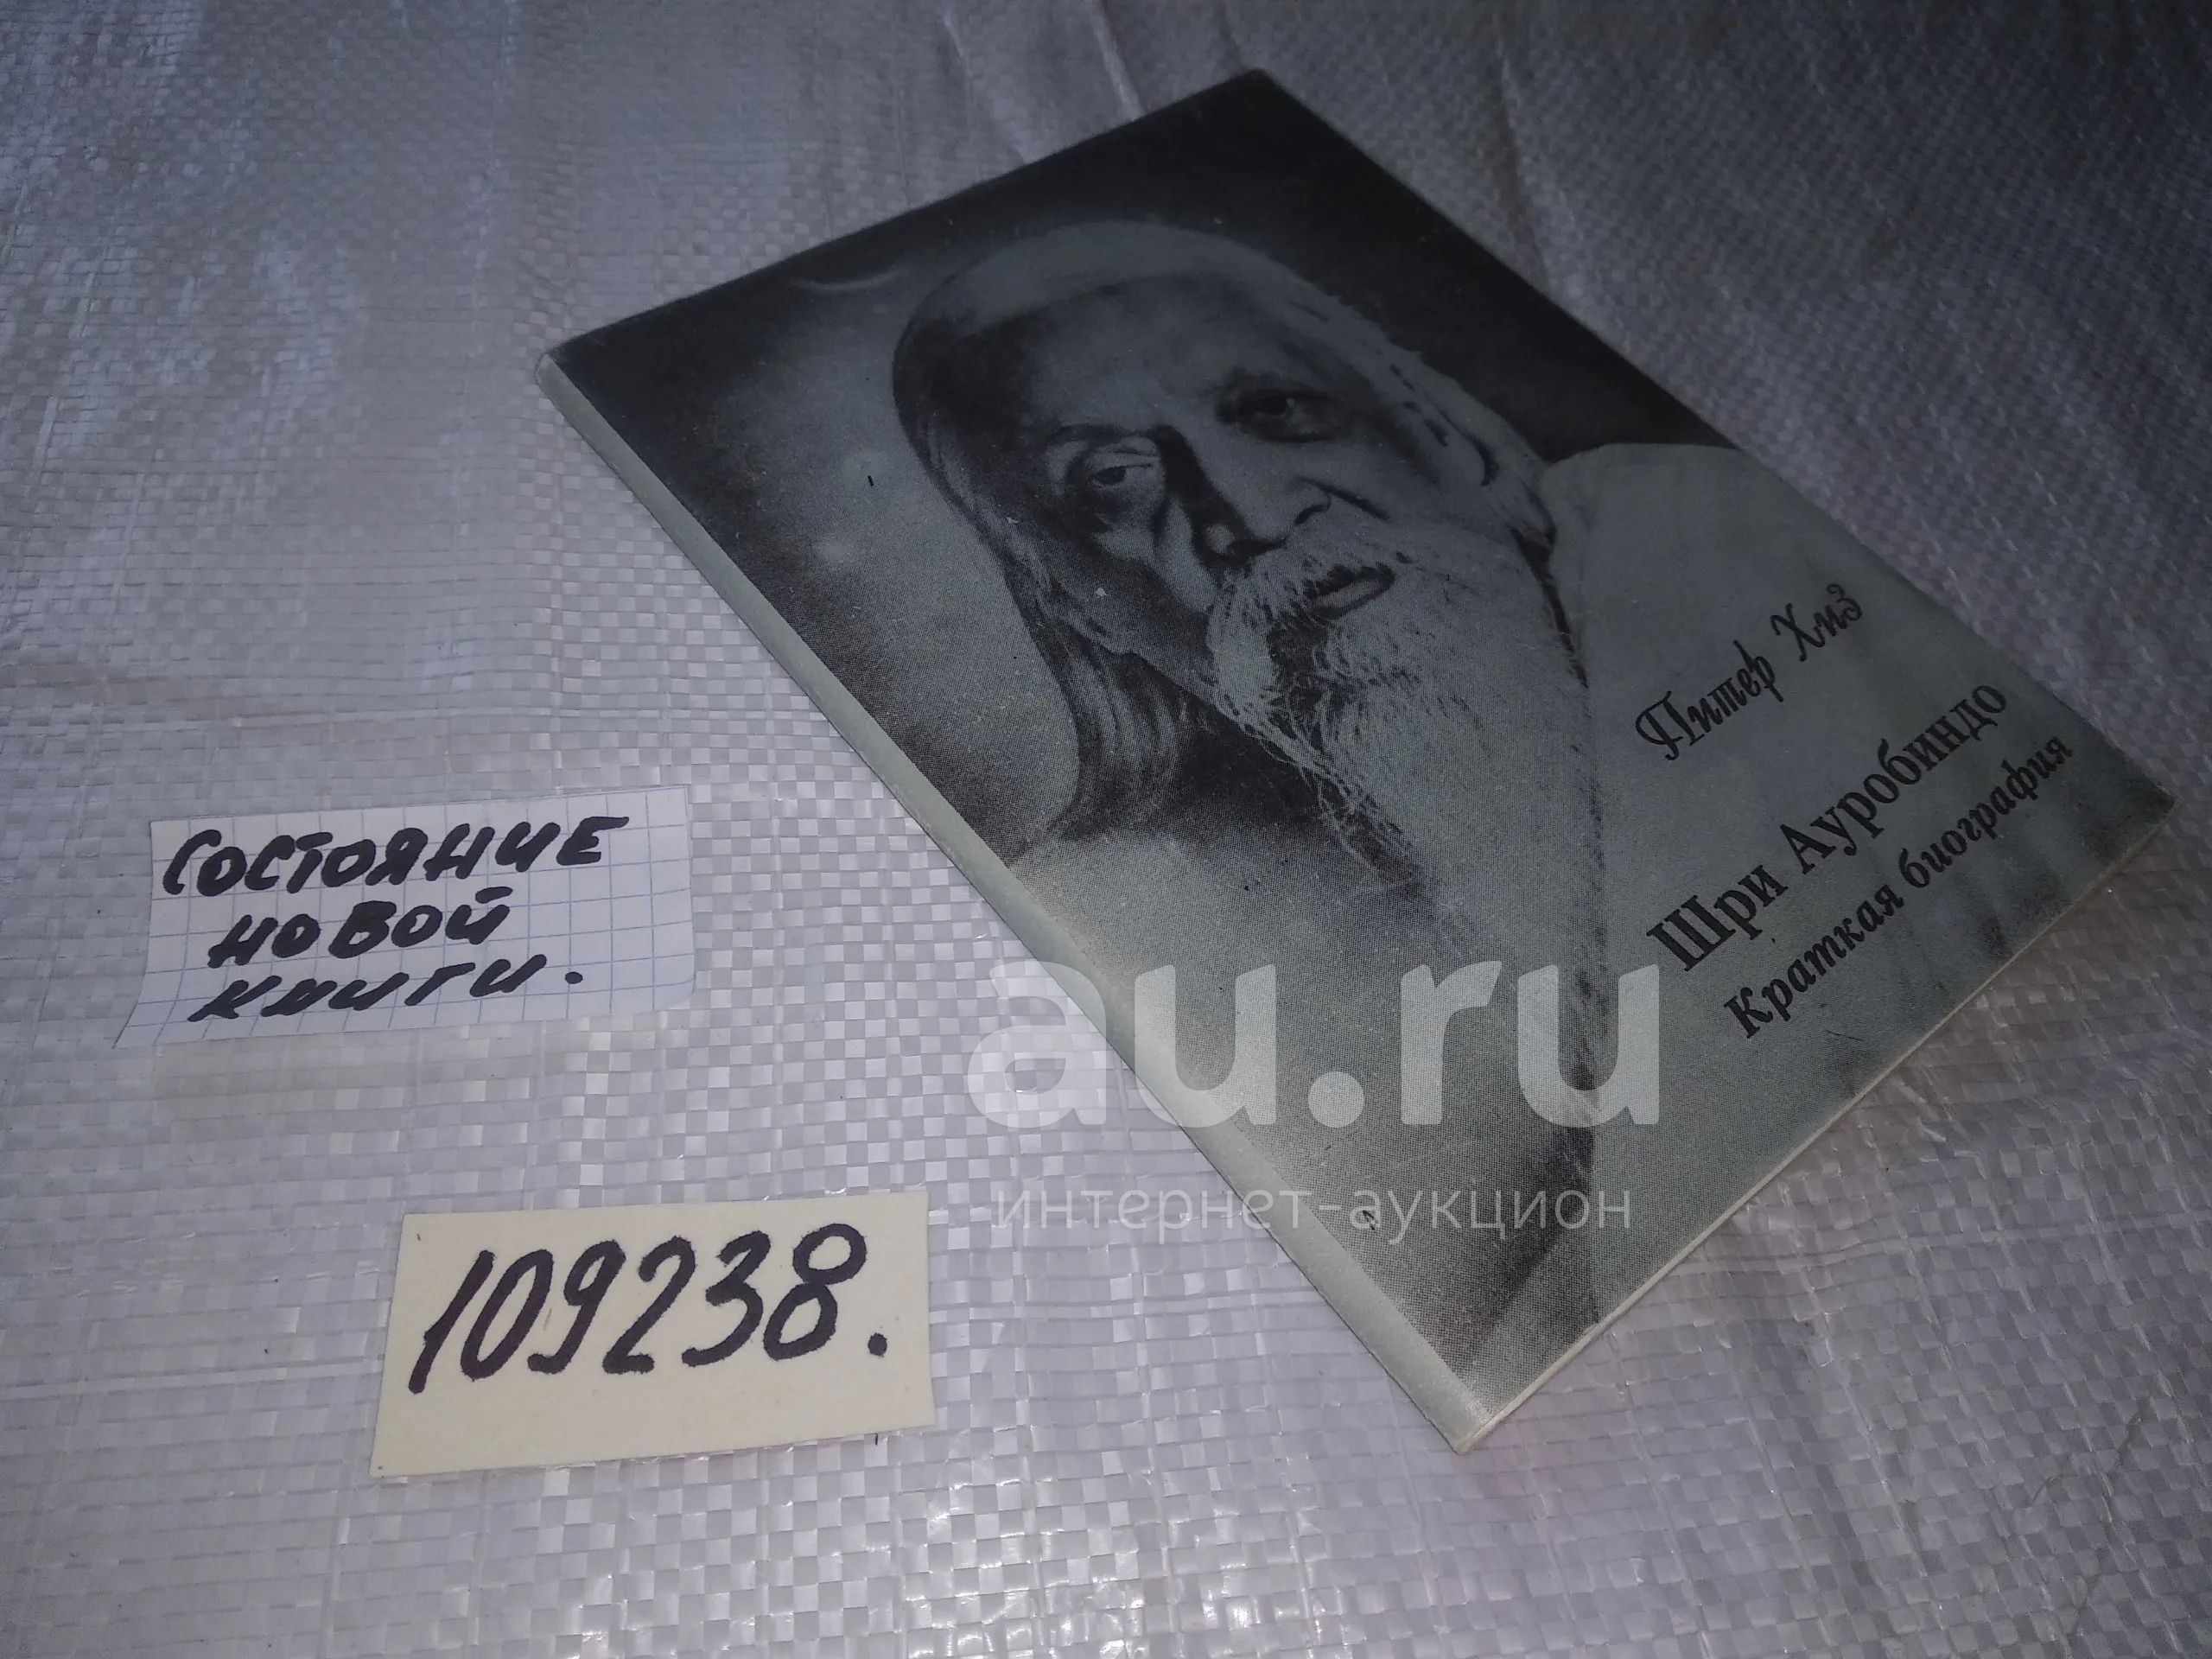 Питер Хиз
Шри Ауробиндо
Краткая биография
СОСТОЯНИЕ
НОВОЙ
КНИГИ.
109238.
au.ru
интернет-аукцион